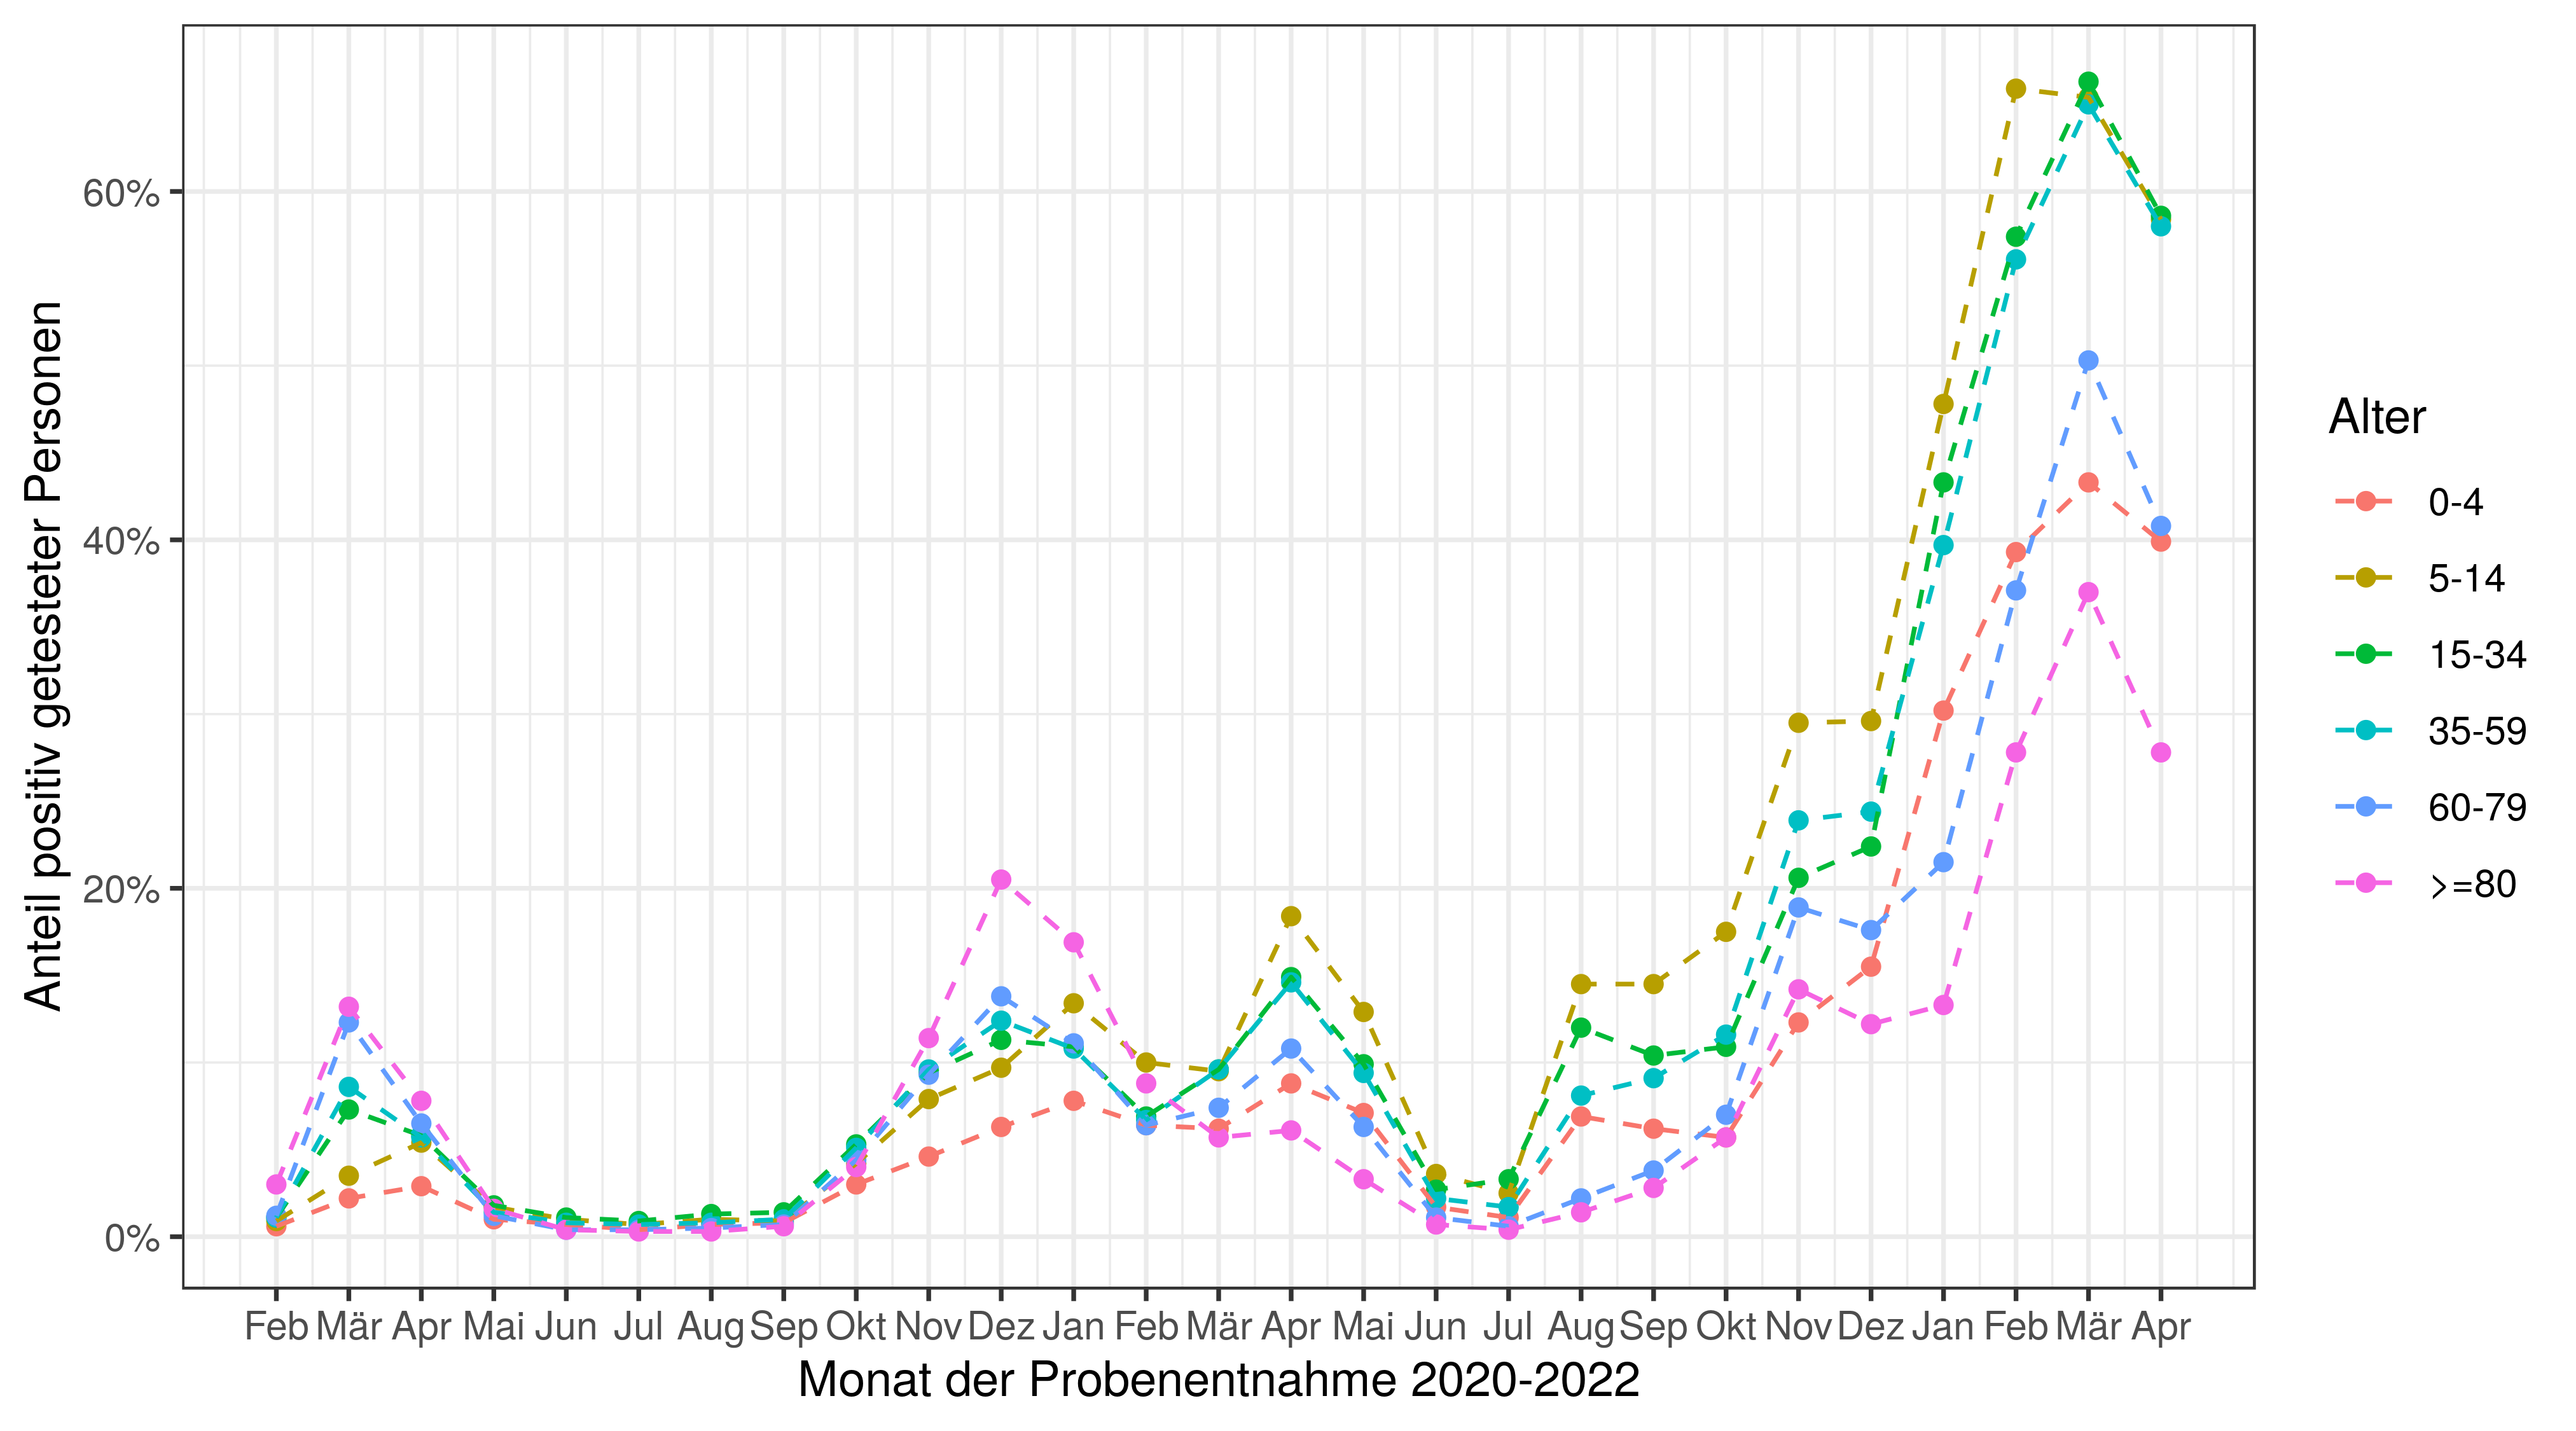 Anteil positiv getesteter Personen
60%
40%
20%
0%
Feb Mär Apr Mai Jun Jul Aug Sep Okt Nov Dez Jan Feb Mär Apr Mai Jun Jul Aug Sep Okt Nov Dez Jan Feb Mär Apr
Monat der Probenentnahme 2020-2022
Alter
0-4
5-14
15-34
35-59
60-79
>=80